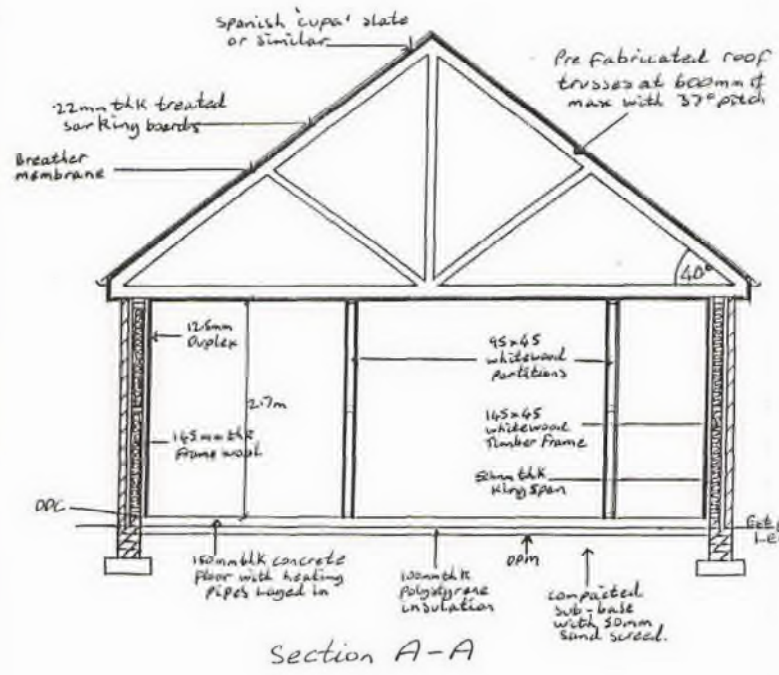 Spanish 'cupa' slate
or similar
Pre Fabricated roof
trusses at 600mm
max with 37° pitch
22mm thk treated
sarking boards
Breather
membrane
40°
12.5mm
Duplex
95x45
whitewood
partitions
2.7m
145x45
whitewood
Timber Frame
145mm thk
Frame wool
thk
King Span
DPC
150mm thk concrete
floor with heating
pipes layed in
100mm thk
polystyrene
insulation
DPM
compacted
sub-base
with 50mm
sand screed.
Section A-A